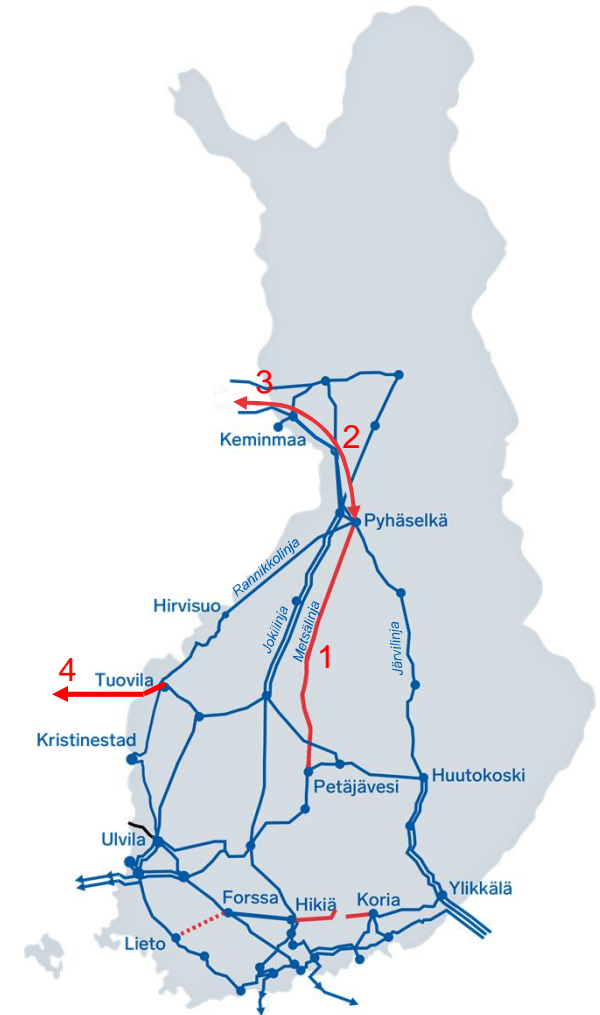 3
Keminmaa
2
Pyhäselkä
Rannikkolinja
Hirvisuo
Jokilinja
Metsälinja
Järvilinja
1
4
Tuovila
Kristinestad
Petäjävesi
Huutokoski
Ulvila
Forssa
Hikiä
Koria
Ylikkälä
Lieto